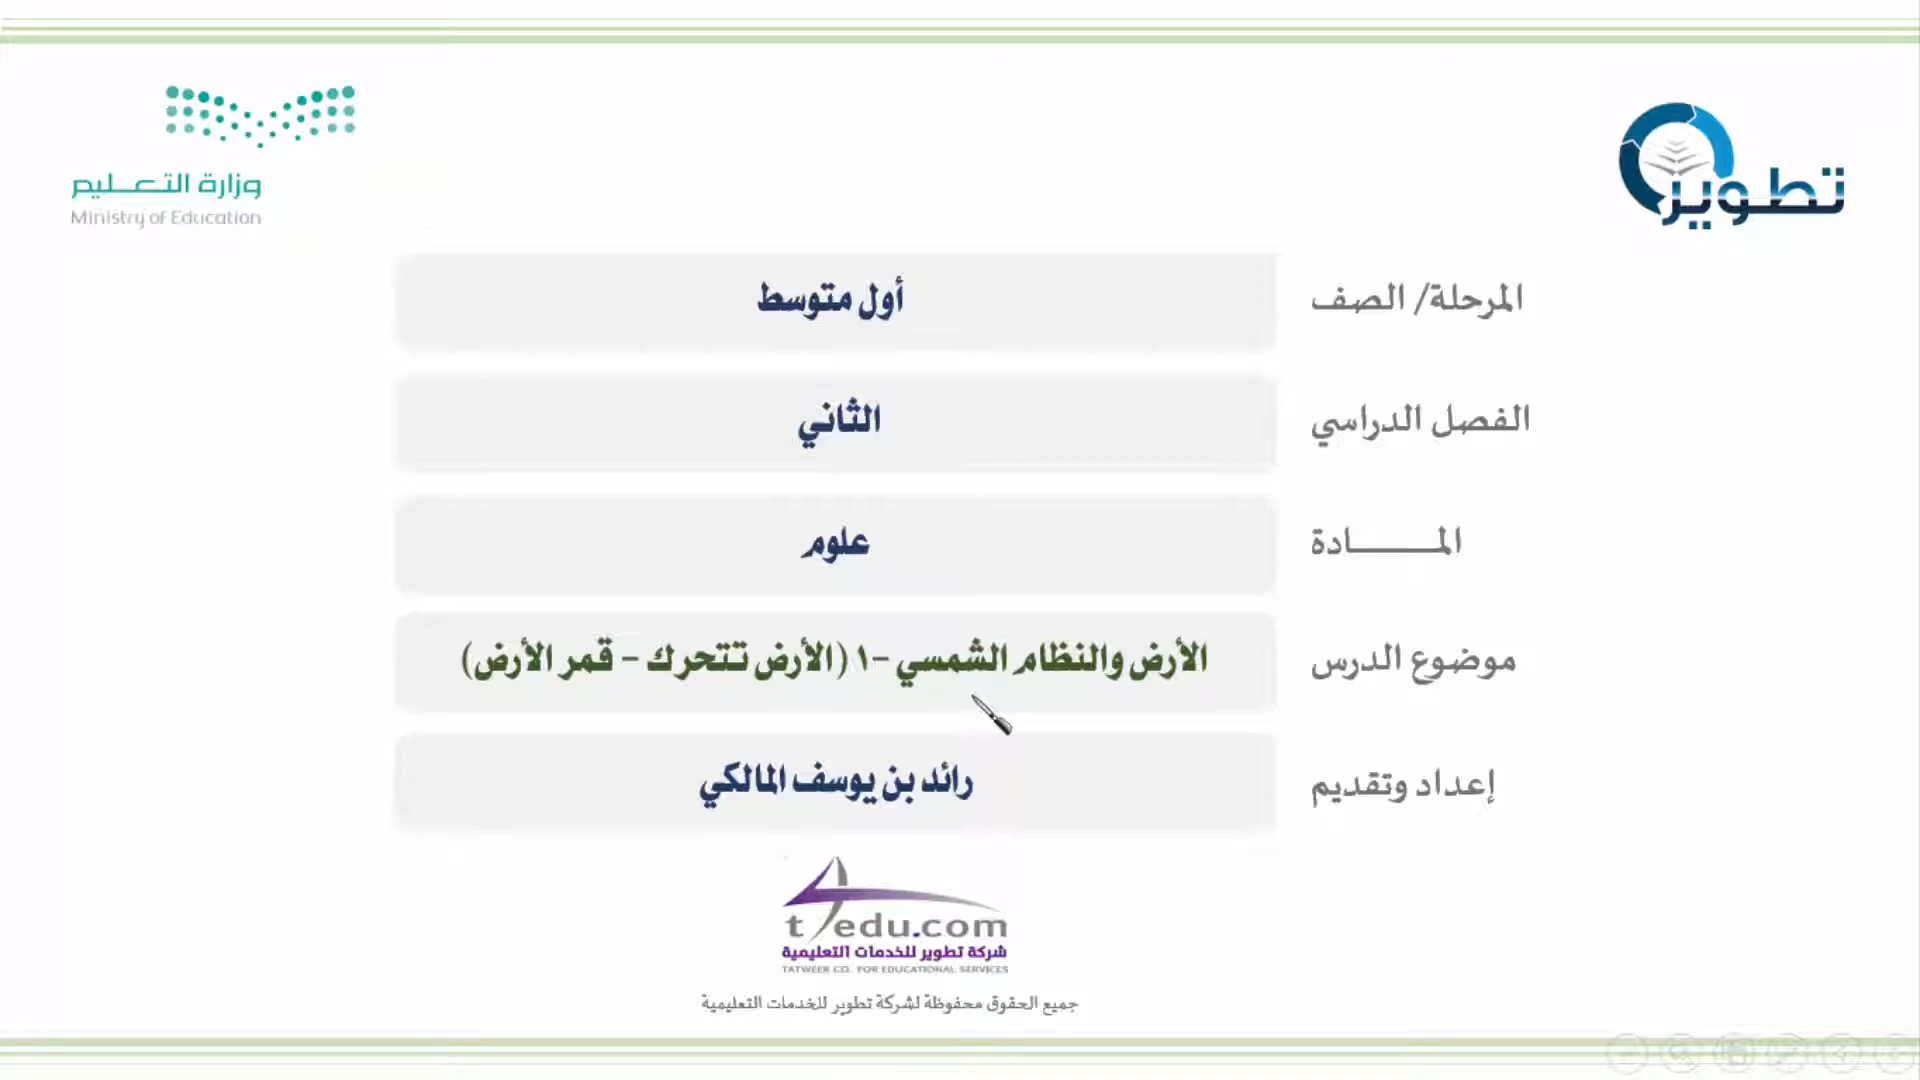 وزارة التعليم
Ministry of Education
تطوير
المرحلة/ الصف
أول متوسط
الفصل الدراسي
الثاني
المــــــــادة
علوم
موضوع الدرس
الأرض والنظام الشمسي -١ (الأرض تتحرك - قمر الأرض)
إعداد وتقديم
رائد بن يوسف المالكي
t4edu.com
شركة تطوير للخدمات التعليمية
TATWEER CO. FOR EDUCATIONAL SERVICES
جميع الحقوق محفوظة لشركة تطوير للخدمات التعليمية